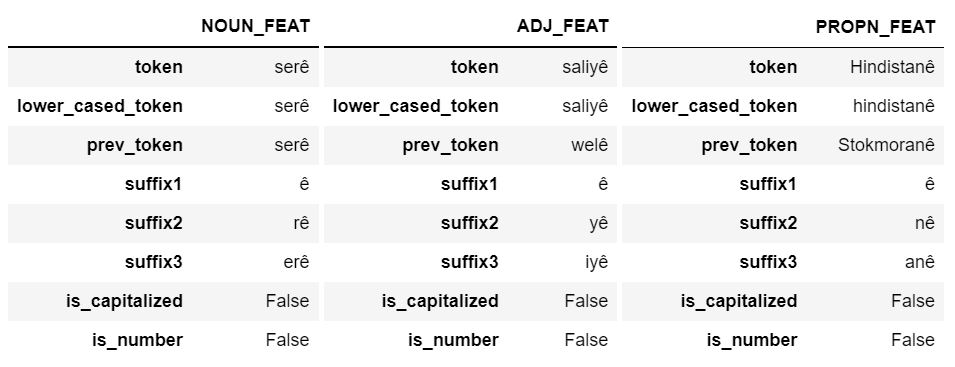 NOUN_FEAT ADJ_FEAT PROPN_FEAT
token serê token saliyê token Hindistanê
lower_cased_token serê lower_cased_token saliyê lower_cased_token hindistanê
prev_token serê prev_token welê prev_token Stokmoranê
suffix1 ê suffix1 ê suffix1 ê
suffix2 rê suffix2 yê suffix2 nê
suffix3 erê suffix3 iyê suffix3 anê
is_capitalized False is_capitalized False is_capitalized False
is_number False is_number False is_number False